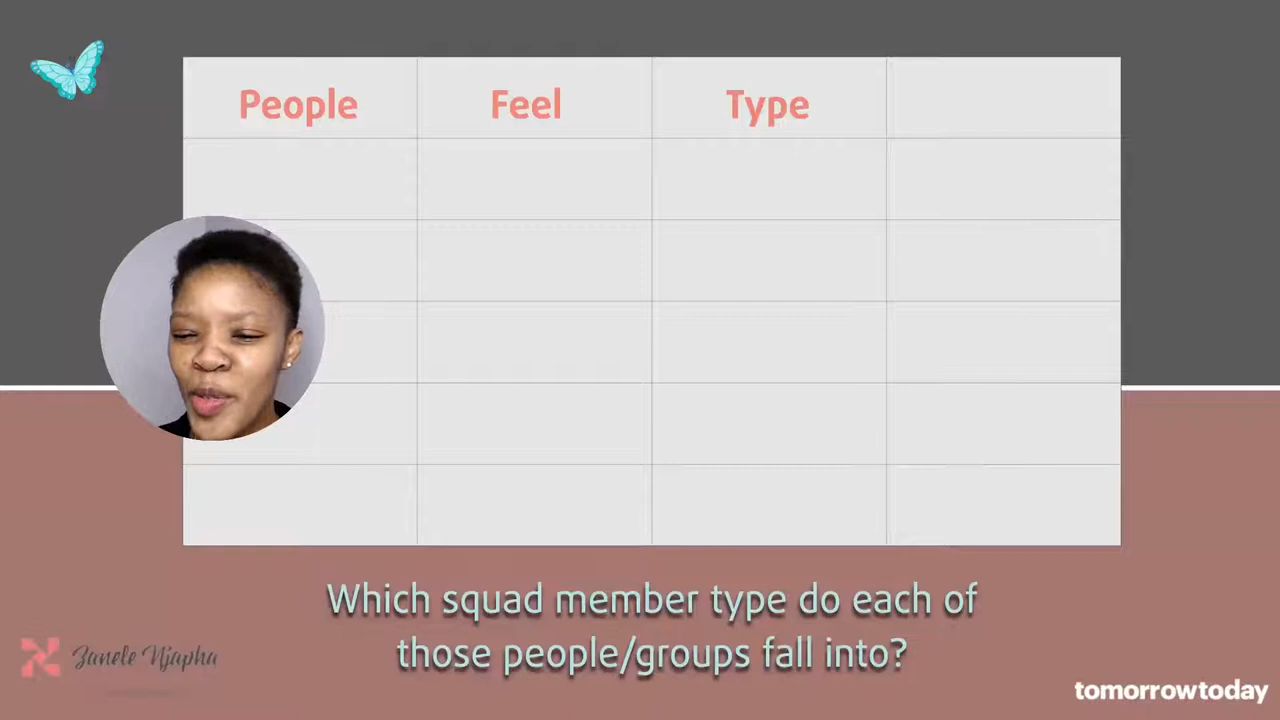 People Feel Type
Which squad member type do each of
those people/groups fall into?
Zanele Njapha
tomorrowtoday